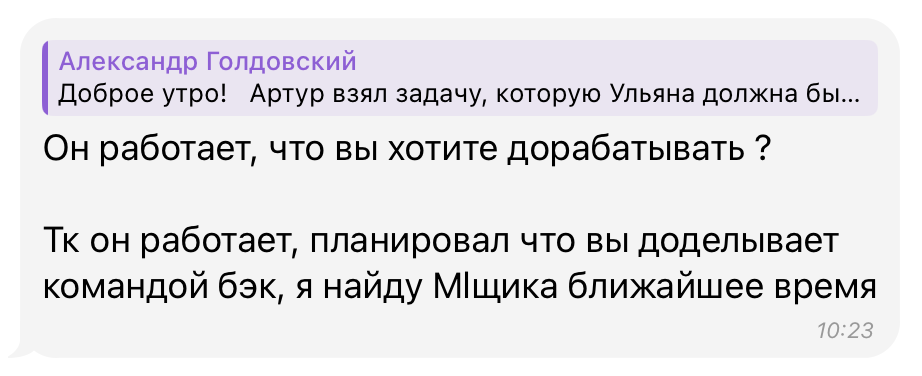 Александр Голдовский
Доброе утро! Артур взял задачу, которую Ульяна должна бы...
Он работает, что вы хотите дорабатывать ?
Тк он работает, планировал что вы доделывает
командой бэк, я найду Мlщика ближайшее время
10:23